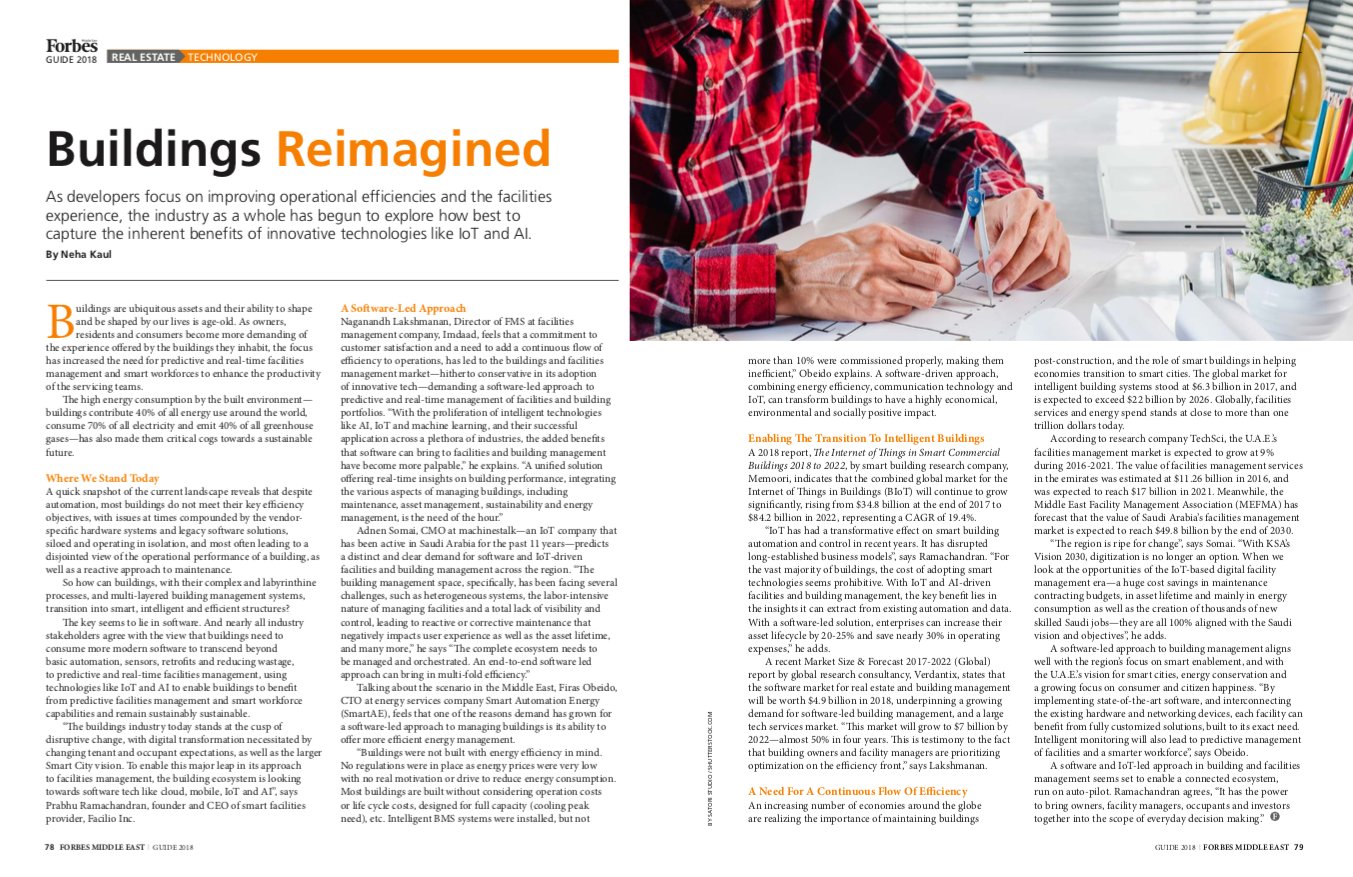 Forbes
GUIDE 2018
REAL ESTATE
TECHNOLOGY
Buildings Reimagined
As developers focus on improving operational efficiencies and the facilities
experience, the industry as a whole has begun to explore how best to
capture the inherent benefits of innovative technologies like IoT and AI.
By Neha Kaul
Buildings are ubiquitous assets and their ability to shape
and be shaped by our lives is age-old. As owners,
residents and consumers become more demanding of
the experience offered by the buildings they inhabit, the focus
has increased the need for predictive and real-time facilities
management and smart workforces to enhance the productivity
of the servicing teams.
The high energy consumption by the built environment—
buildings contribute 40% of all energy use around the world,
consume 70% of all electricity and emit 40% of all greenhouse
gases—has also made them critical cogs towards a sustainable
future.
Where We Stand Today
A quick snapshot of the current landscape reveals that despite
automation, most buildings do not meet their key efficiency
objectives, with issues at times compounded by the vendor-
specific hardware systems and legacy software solutions,
siloed and operating in isolation, and most often leading to a
disjointed view of the operational performance of a building, as
well as a reactive approach to maintenance.
So how can buildings, with their complex and labyrinthine
processes, and multi-layered building management systems,
transition into smart, intelligent and efficient structures?
The key seems to lie in software. And nearly all industry
stakeholders agree with the view that buildings need to
consume more modern software to transcend beyond
basic automation, sensors, retrofits and reducing wastage,
to predictive and real-time facilities management, using
technologies like IoT and AI to enable buildings to benefit
from predictive facilities management and smart workforce
capabilities and remain sustainably sustainable.
"The buildings industry today stands at the cusp of
disruptive change, with digital transformation necessitated by
changing tenant and occupant expectations, as well as the larger
Smart City vision. To enable this major leap in its approach
to facilities management, the building ecosystem is looking
towards software tech like cloud, mobile, IoT and AI", says
Prabhu Ramachandran, founder and CEO of smart facilities
provider, Facilio Inc.
A Software-Led Approach
Naganandh Lakshmanan, Director of FMS at facilities
management company, Imdaad, feels that a commitment to
customer satisfaction and a need to add a continuous flow of
efficiency to operations, has led to the buildings and facilities
management market—hitherto conservative in its adoption
of innovative tech—demanding a software-led approach to
predictive and real-time management of facilities and building
portfolios. "With the proliferation of intelligent technologies
like AI, IoT and machine learning, and their successful
application across a plethora of industries, the added benefits
that software can bring to facilities and building management
have become more palpable," he explains. "A unified solution
offering real-time insights on building performance, integrating
the various aspects of managing buildings, including
maintenance, asset management, sustainability and energy
management, is the need of the hour."
Adnen Somai, CMO at machinestalk—an IoT company that
has been active in Saudi Arabia for the past 11 years—predicts
a distinct and clear demand for software and IoT-driven
facilities and building management across the region. "The
building management space, specifically, has been facing several
challenges, such as heterogeneous systems, the labor-intensive
nature of managing facilities and a total lack of visibility and
control, leading to reactive or corrective maintenance that
negatively impacts user experience as well as the asset lifetime,
and many more," he says "The complete ecosystem needs to
be managed and orchestrated. An end-to-end software led
approach can bring in multi-fold efficiency."
Talking about the scenario in the Middle East, Firas Obeido,
CTO at energy services company Smart Automation Energy
(SmartAE), feels that one of the reasons demand has grown for
a software-led approach to managing buildings is its ability to
offer more efficient energy management.
"Buildings were not built with energy efficiency in mind.
No regulations were in place as energy prices were very low
with no real motivation or drive to reduce energy consumption.
Most buildings are built without considering operation costs
or life cycle costs, designed for full capacity (cooling peak
need), etc. Intelligent BMS systems were installed, but not
78 FORBES MIDDLE EAST | GUIDE 2018
BY SATORI STUDIO / SHUTTERSTOCK.COM
more than 10% were commissioned properly, making them
inefficient," Obeido explains. A software-driven approach,
combining energy efficiency, communication technology and
IoT, can transform buildings to have a highly economical,
environmental and socially positive impact.
Enabling The Transition To Intelligent Buildings
A 2018 report, The Internet of Things in Smart Commercial
Buildings 2018 to 2022, by smart building research company,
Memoori, indicates that the combined global market for the
Internet of Things in Buildings (BIoT) will continue to grow
significantly, rising from $34.8 billion at the end of 2017 to
$84.2 billion in 2022, representing a CAGR of 19.4%.
"IoT has had a transformative effect on smart building
automation and control in recent years. It has disrupted
long-established business models", says Ramachandran. "For
the vast majority of buildings, the cost of adopting smart
technologies seems prohibitive. With IoT and AI-driven
facilities and building management, the key benefit lies in
the insights it can extract from existing automation and data.
With a software-led solution, enterprises can increase their
asset lifecycle by 20-25% and save nearly 30% in operating
expenses," he adds.
A recent Market Size & Forecast 2017-2022 (Global)
report by global research consultancy, Verdantix, states that
the software market for real estate and building management
will be worth $4.9 billion in 2018, underpinning a growing
demand for software-led building management, and a large
tech services market. "This market will grow to $7 billion by
2022—almost 50% in four years. This is testimony to the fact
that building owners and facility managers are prioritizing
optimization on the efficiency front," says Lakshmanan.
A Need For A Continuous Flow Of Efficiency
An increasing number of economies around the globe
are realizing the importance of maintaining buildings
post-construction, and the role of smart buildings in helping
economies transition to smart cities. The global market for
intelligent building systems stood at $6.3 billion in 2017, and
is expected to exceed $22 billion by 2026. Globally, facilities
services and energy spend stands at close to more than one
trillion dollars today.
According to research company TechSci, the U.A.E.'s
facilities management market is expected to grow at 9%
during 2016-2021. The value of facilities management services
in the emirates was estimated at $11.26 billion in 2016, and
was expected to reach $17 billion in 2021. Meanwhile, the
Middle East Facility Management Association (MEFMA) has
forecast that the value of Saudi Arabia's facilities management
market is expected to reach $49.8 billion by the end of 2030.
"The region is ripe for change", says Somai. "With KSA's
Vision 2030, digitization is no longer an option. When we
look at the opportunities of the IoT-based digital facility
management era—a huge cost savings in maintenance
contracting budgets, in asset lifetime and mainly in energy
consumption as well as the creation of thousands of new
skilled Saudi jobs—they are all 100% aligned with the Saudi
vision and objectives", he adds.
A software-led approach to building management aligns
well with the region's focus on smart enablement, and with
the U.A.E.'s vision for smart cities, energy conservation and
a growing focus on consumer and citizen happiness. "By
implementing state-of-the-art software, and interconnecting
the existing hardware and networking devices, each facility can
benefit from fully customized solutions, built to its exact need.
Intelligent monitoring will also lead to predictive management
of facilities and a smarter workforce", says Obeido.
A software and IoT-led approach in building and facilities
management seems set to enable a connected ecosystem,
run on auto-pilot. Ramachandran agrees, "It has the power
to bring owners, facility managers, occupants and investors
together into the scope of everyday decision making." F
GUIDE 2018 | FORBES MIDDLE EAST 79